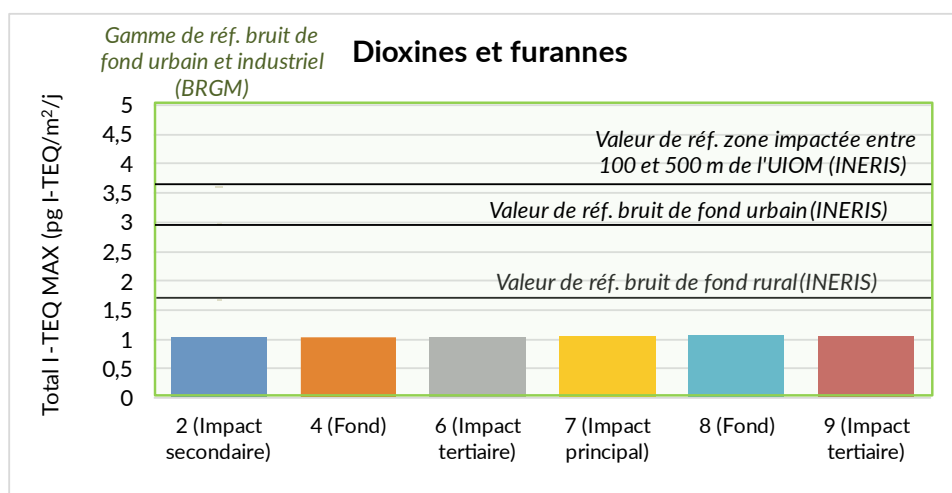 Gamme de réf. bruit de
fond urbain et industriel
(BRGM)
Dioxines et furannes
Total I-TEQ MAX (pg I-TEQ/m²/j
5
4,5
4
3,5
3
2,5
2
1,5
1
0,5
0
Valeur de réf. zone impactée entre
100 et 500 m de l'UIOM (INERIS)
Valeur de réf. bruit de fond urbain (INERIS)
Valeur de réf. bruit de fond rural (INERIS)
2 (Impact
secondaire)
4 (Fond)
6 (Impact
tertiaire)
7 (Impact
principal)
8 (Fond)
9 (Impact
tertiaire)